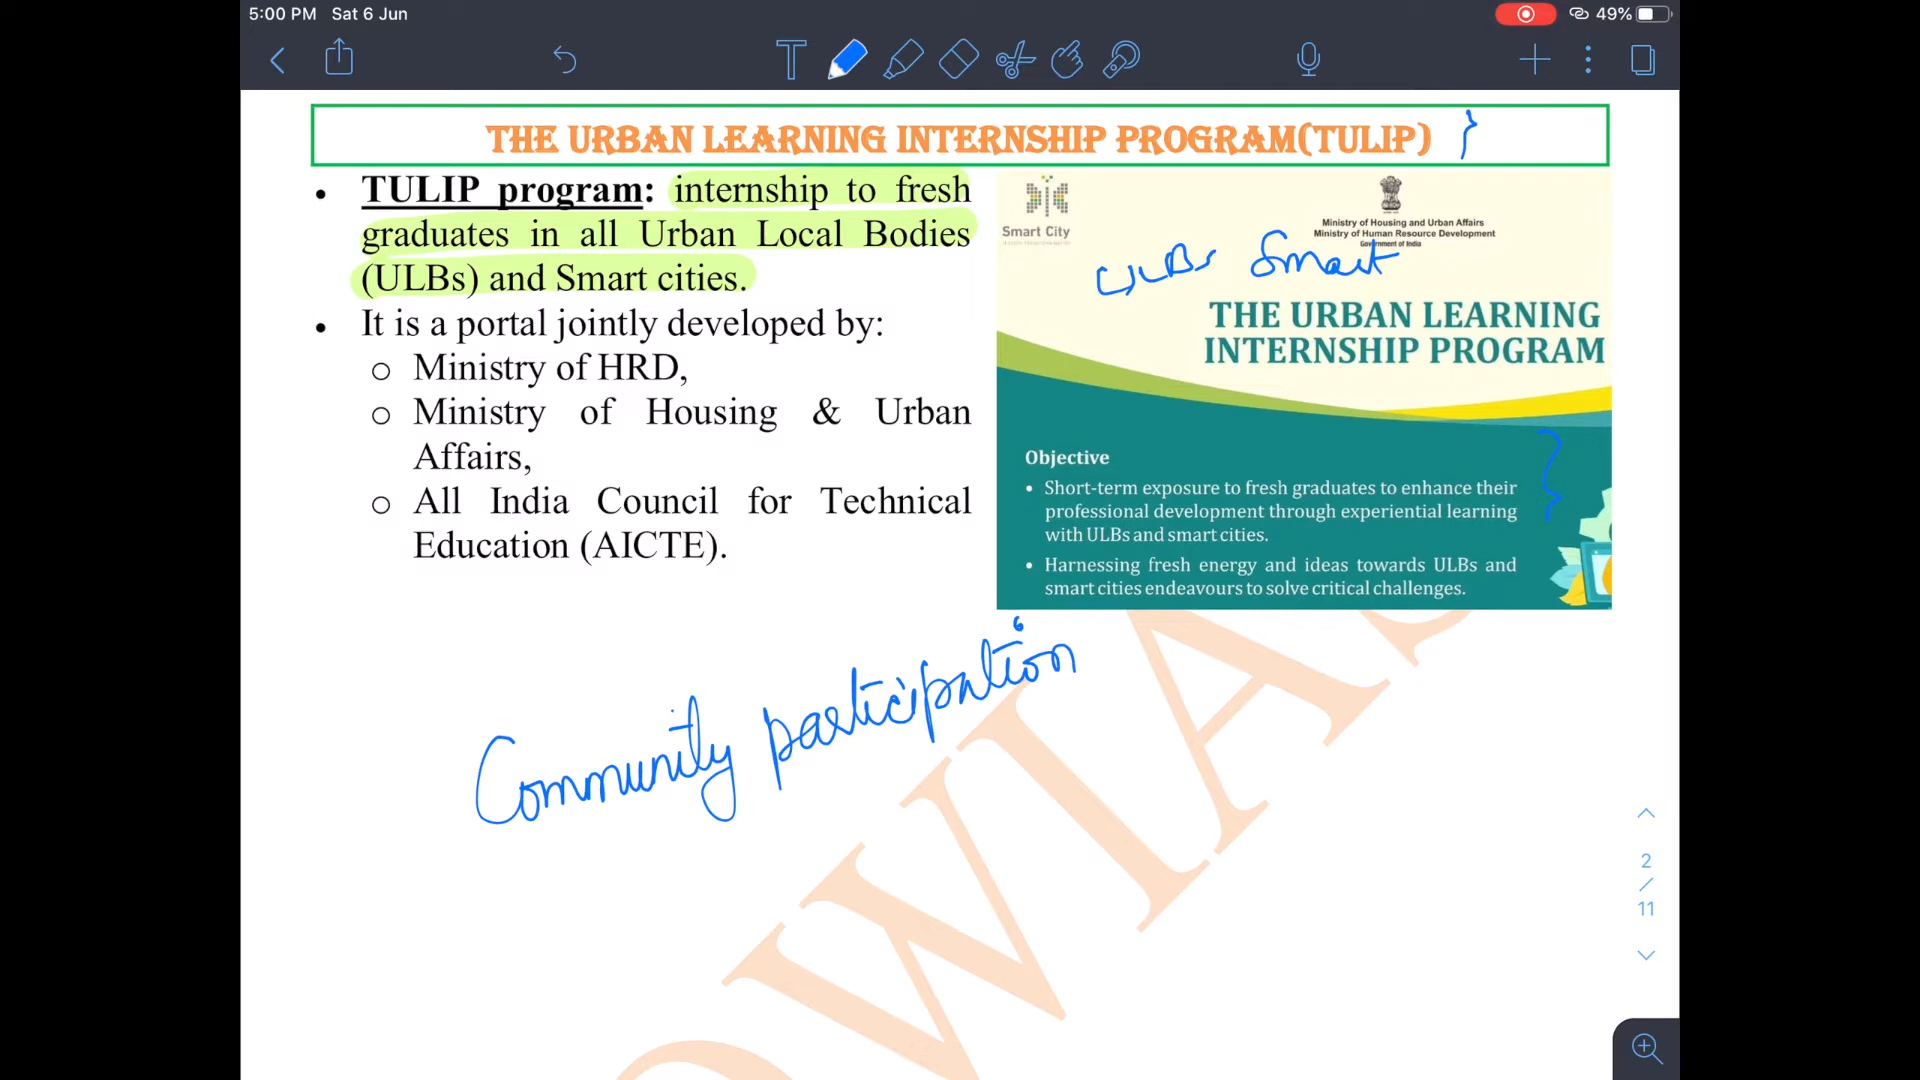 5:00 PM Sat 6 Jun
49%
THE URBAN LEARNING INTERNSHIP PROGRAM(TULIP)
• TULIP program: internship to fresh
graduates in all Urban Local Bodies
(ULBs) and Smart cities.
• It is a portal jointly developed by:
o Ministry of HRD,
o Ministry of Housing & Urban
Affairs,
o All India Council for Technical
Education (AICTE).
Smart City
Ministry of Housing and Urban Affairs
Ministry of Human Resource Development
Government of India
ULBs Smart
THE URBAN LEARNING
INTERNSHIP PROGRAM
Objective
• Short-term exposure to fresh graduates to enhance their
professional development through experiential learning
with ULBs and smart cities.
• Harnessing fresh energy and ideas towards ULBs and
smart cities endeavours to solve critical challenges.
Community participation
2
/
11